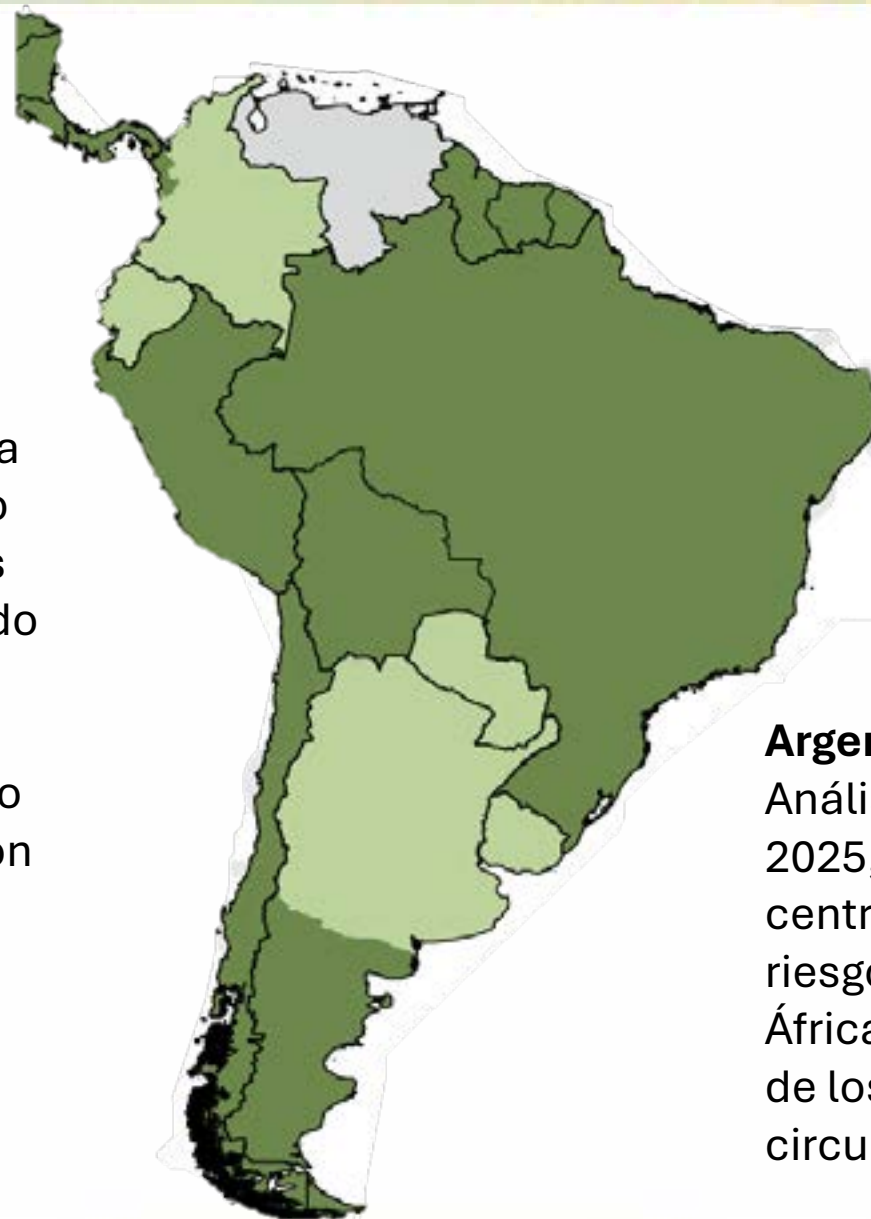 a
o
s
do
o
on
Argen
Análi
2025,
centr
riesgo
África
de los
circu